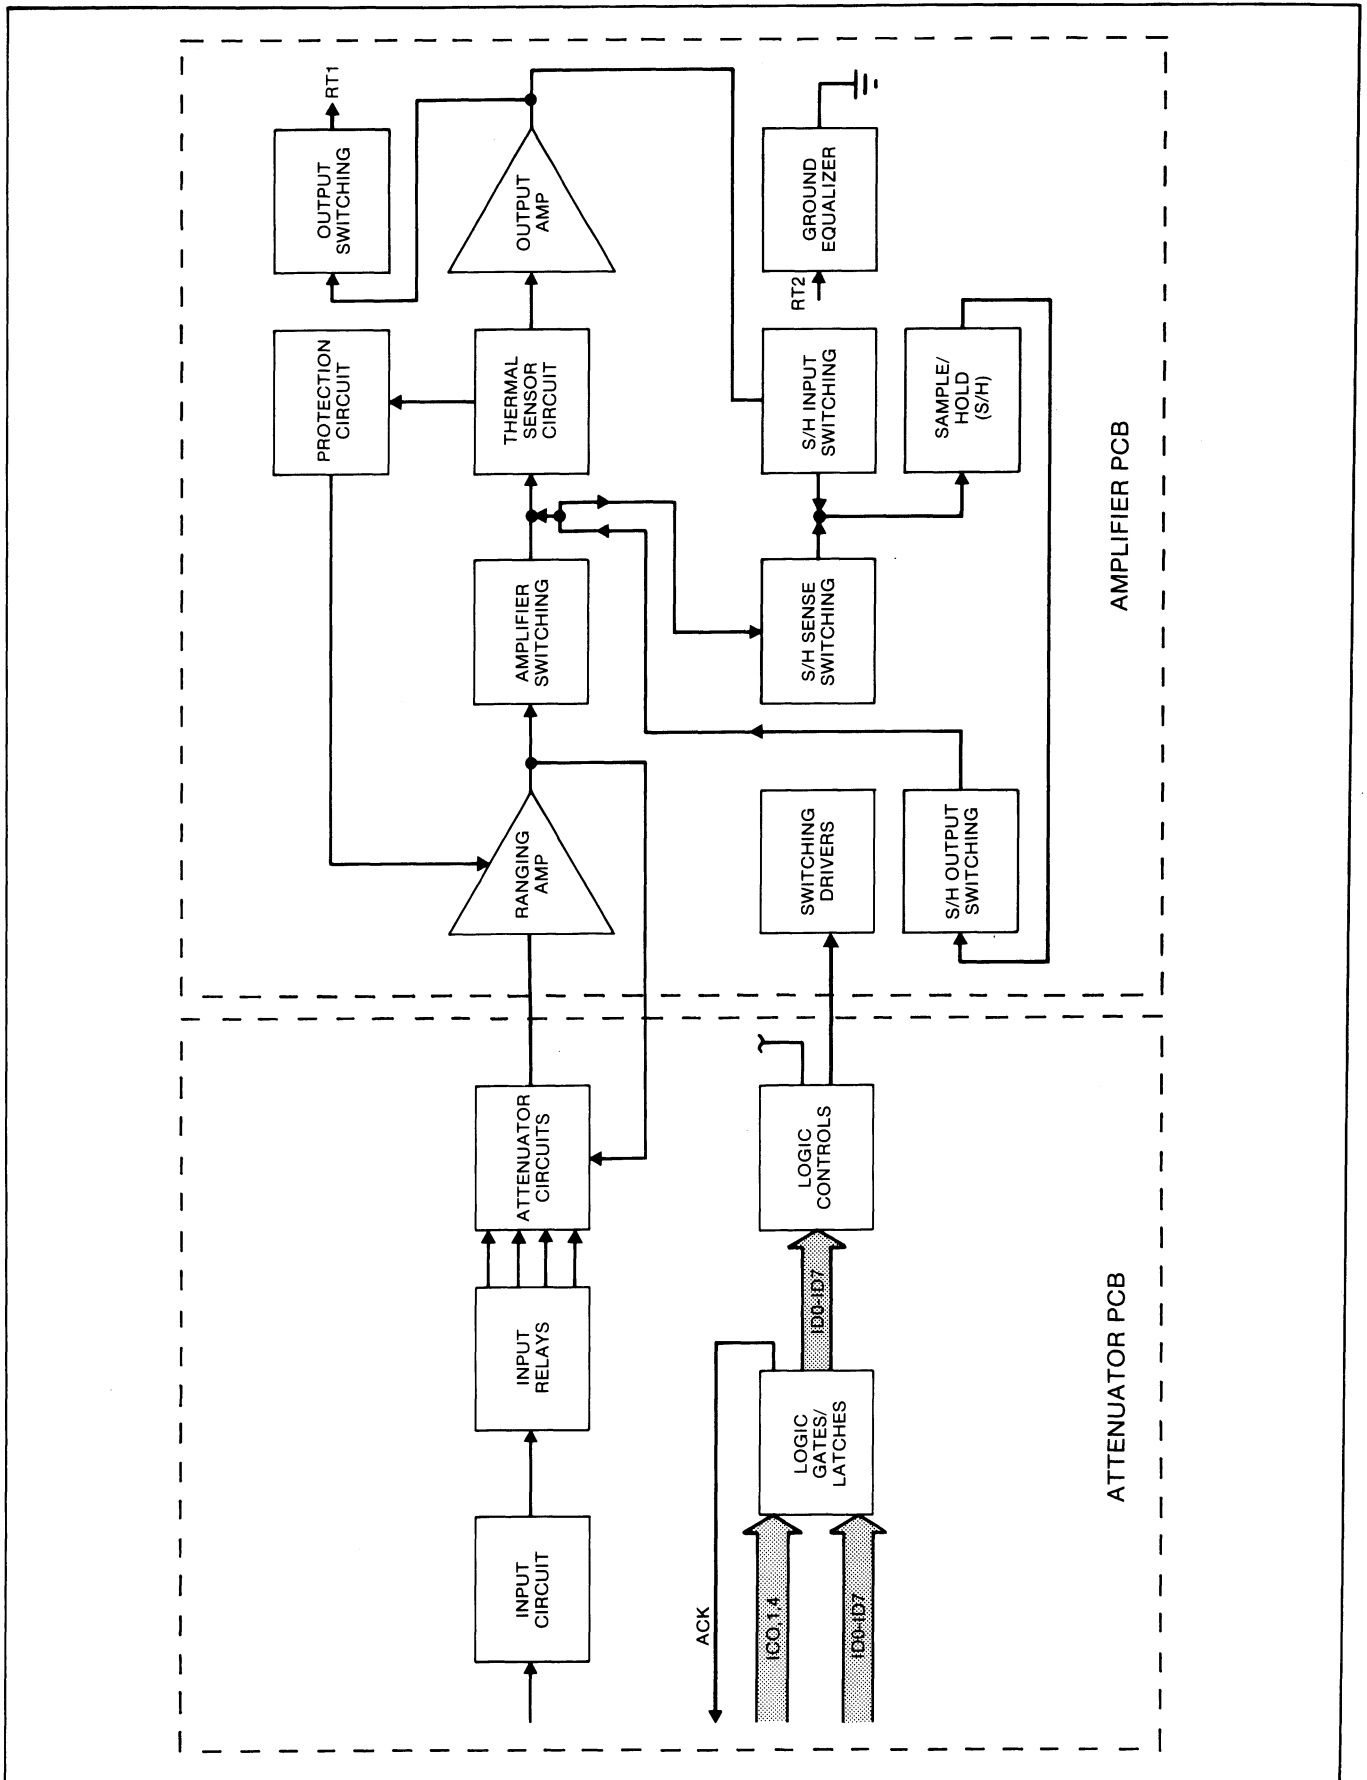 INPUT
CIRCUIT
INPUT
RELAYS
ATTENUATOR
CIRCUITS
RANGING
AMP
AMPLIFIER
SWITCHING
THERMAL
SENSOR
CIRCUIT
PROTECTION
CIRCUIT
OUTPUT
AMP
OUTPUT
SWITCHING
RT1
ACK
ICO,1,4
ID0-ID7
LOGIC
GATES/
LATCHES
ID0-ID7
LOGIC
CONTROLS
SWITCHING
DRIVERS
S/H SENSE
SWITCHING
S/H INPUT
SWITCHING
RT2
GROUND
EQUALIZER
S/H OUTPUT
SWITCHING
SAMPLE/
HOLD
(S/H)
ATTENUATOR PCB
AMPLIFIER PCB